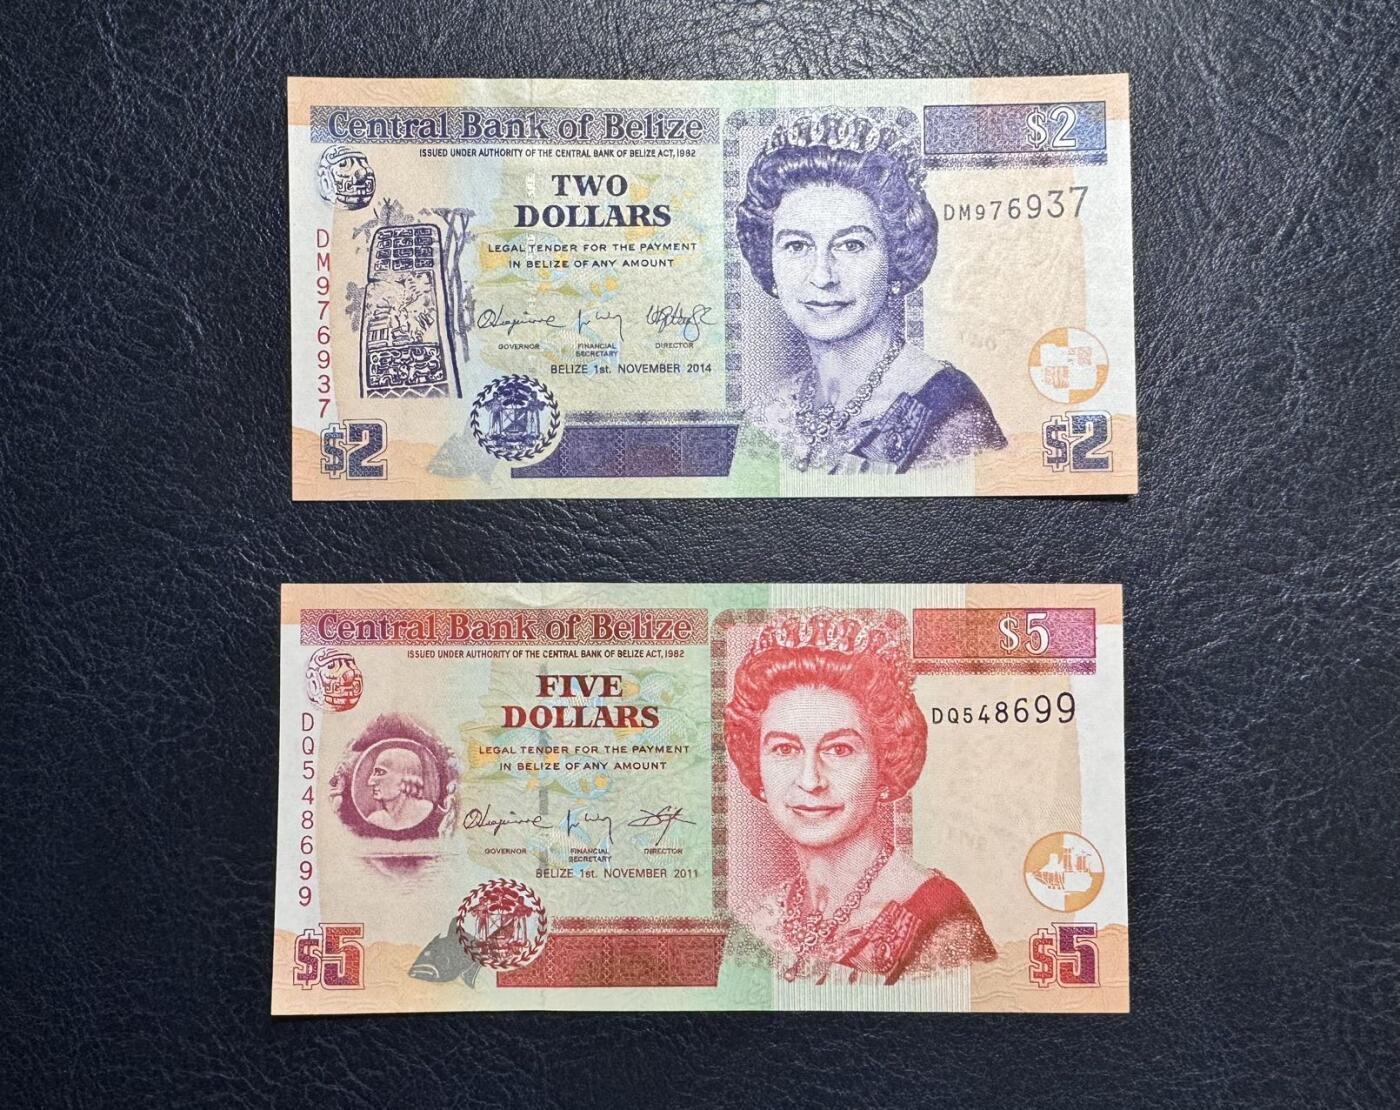 Central Bank of Belize
$2
ISSUED UNDER AUTHORITY OF THE CENTRAL BANK OF BELIZE ACT, 1982
TWO
DOLLARS
DM976937
LEGAL TENDER FOR THE PAYMENT
IN BELIZE OF ANY AMOUNT
DM976937
GOVERNOR
FINANCIAL
SECRETARY
DIRECTOR
BELIZE 1st. NOVEMBER 2014
$2
$2
Central Bank of Belize
$5
ISSUED UNDER AUTHORITY OF THE CENTRAL BANK OF BELIZE ACT, 1982
FIVE
DOLLARS
DQ548699
LEGAL TENDER FOR THE PAYMENT
IN BELIZE OF ANY AMOUNT
DQ548699
GOVERNOR
FINANCIAL
SECRETARY
DIRECTOR
BELIZE 1st. NOVEMBER 2011
$5
$5